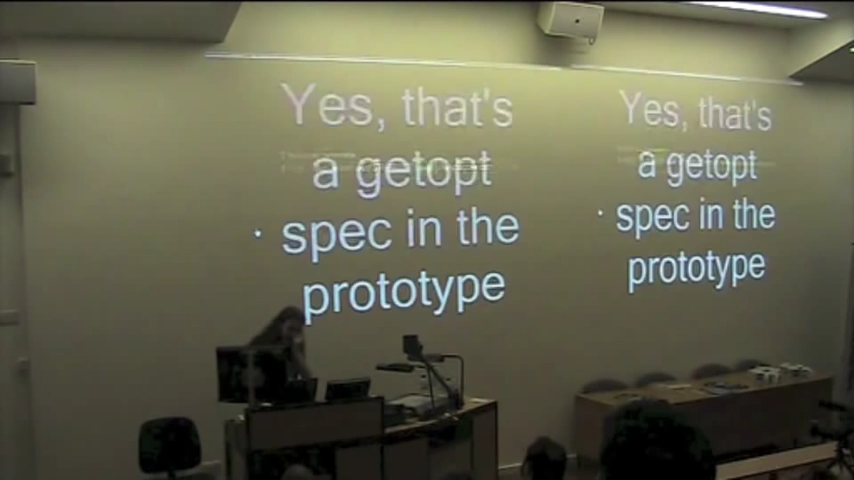 Yes, that's
a getopt
· spec in the
prototype
Yes, that's
a getopt
· spec in the
prototype